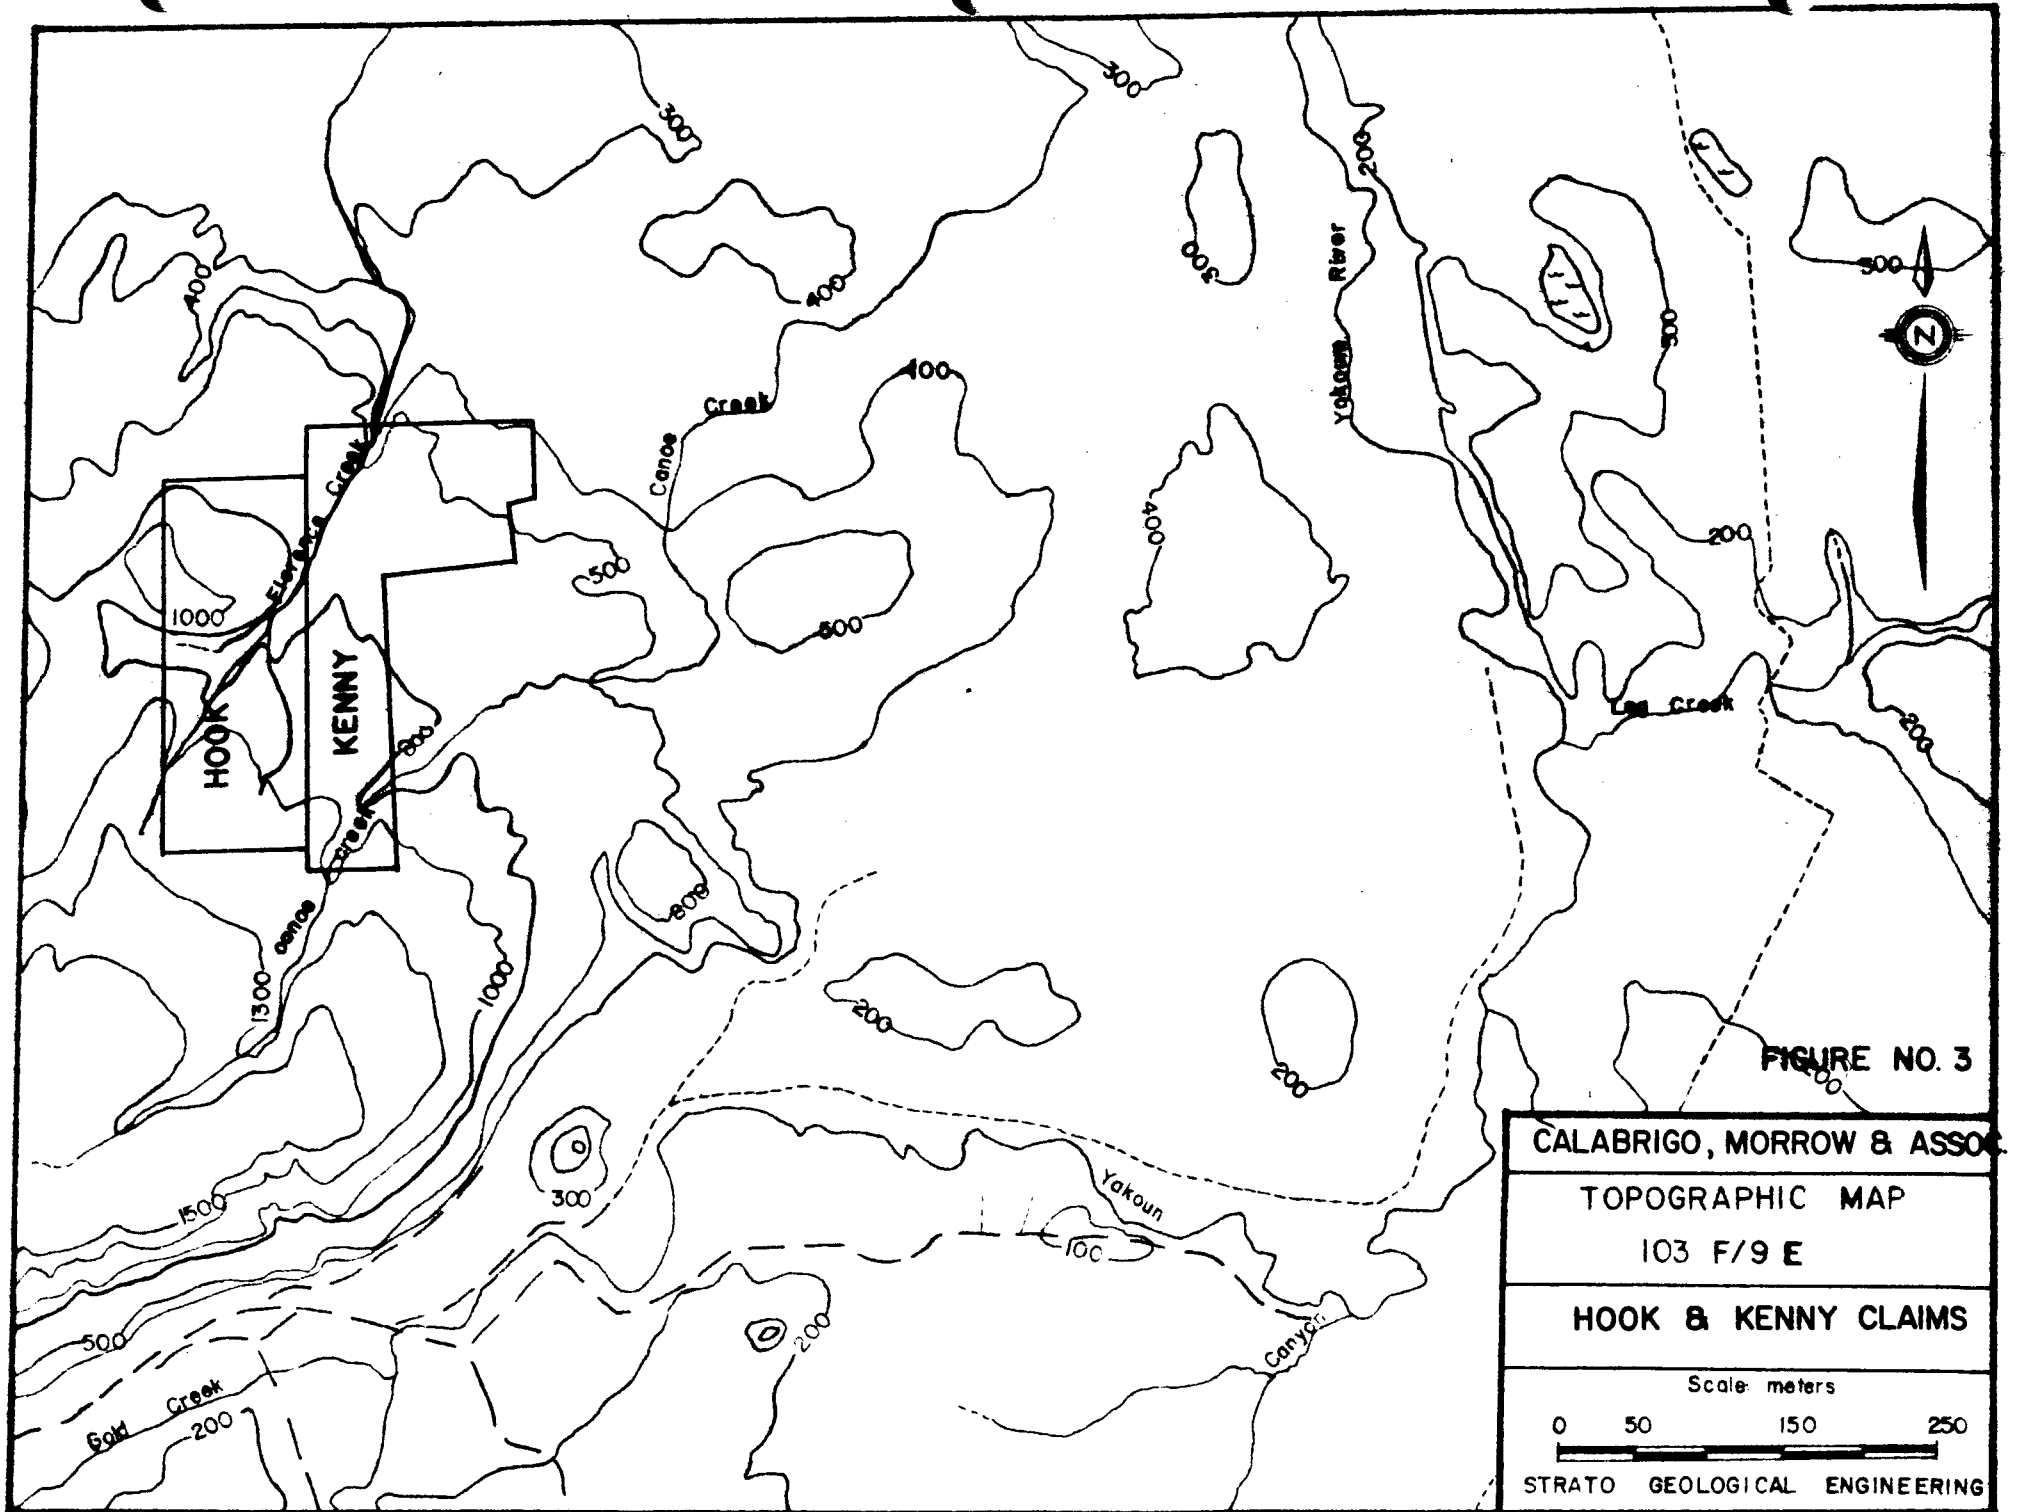 300
300
200
300
400
400
500
River
Yakoun
300
N
400
Creek
Canoe
Creek
Florence
500
400
200
1000
500
KENNY
HOOK
Log Creek
200
800
Creek
canoe
800
1000
1300
200
200
FIGURE NO. 3
200
CALABRIGO, MORROW & ASSOC.
TOPOGRAPHIC MAP
103 F/9 E
HOOK & KENNY CLAIMS
Scale meters
0 50 150 250
STRATO GEOLOGICAL ENGINEERING
Yakoun
300
1500
100
500
200
Canyon
Gold Creek
200